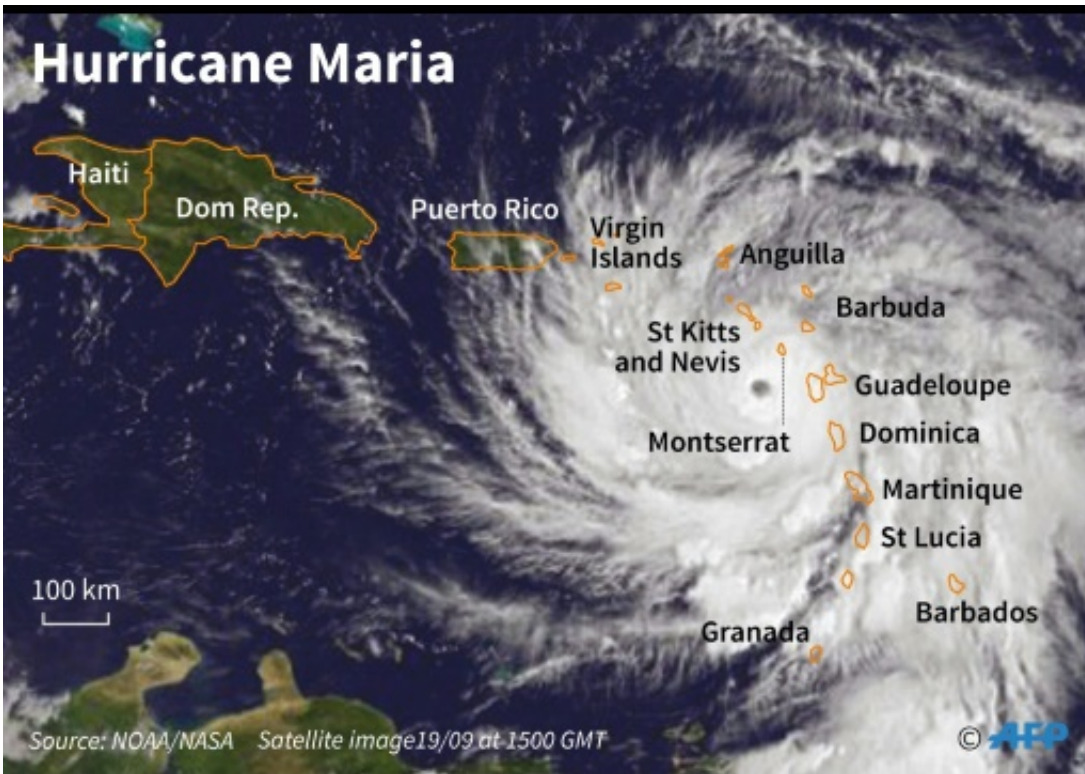 Hurricane Maria
Haiti
Dom Rep.
Puerto Rico
Virgin
Islands
Anguilla
Barbuda
St Kitts
and Nevis
Guadeloupe
Montserrat
Dominica
Martinique
St Lucia
100 km
Barbados
Granada
Source: NOAA/NASA Satellite image19/09 at 1500 GMT
© AFP